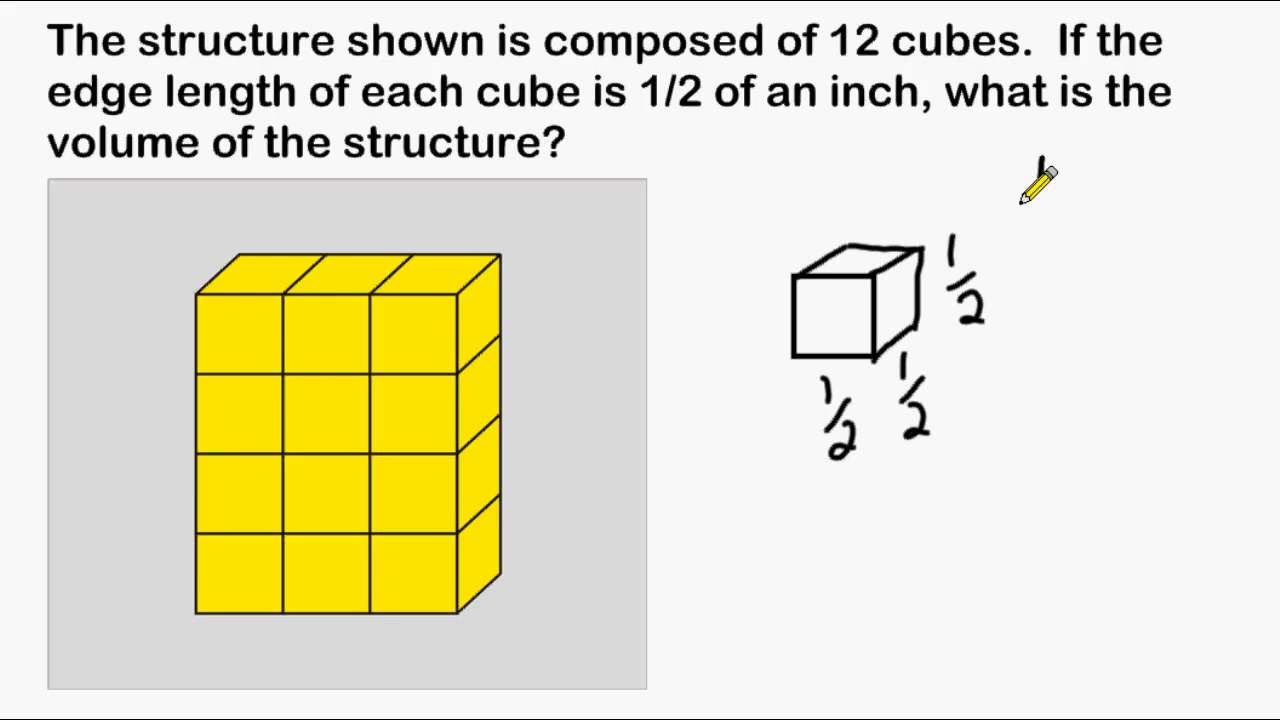 The structure shown is composed of 12 cubes. If the
edge length of each cube is 1/2 of an inch, what is the
volume of the structure?
1/2
1/2 1/2